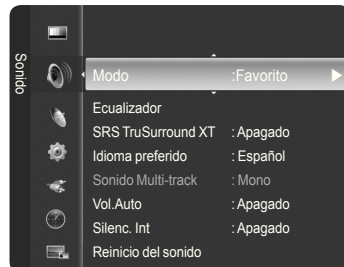 Sonido
Modo :Favorito
Ecualizador
SRS TruSurround XT : Apagado
Idioma preferido : Español
Sonido Multi-track : Mono
Vol.Auto : Apagado
Silenc. Int : Apagado
Reinicio del sonido